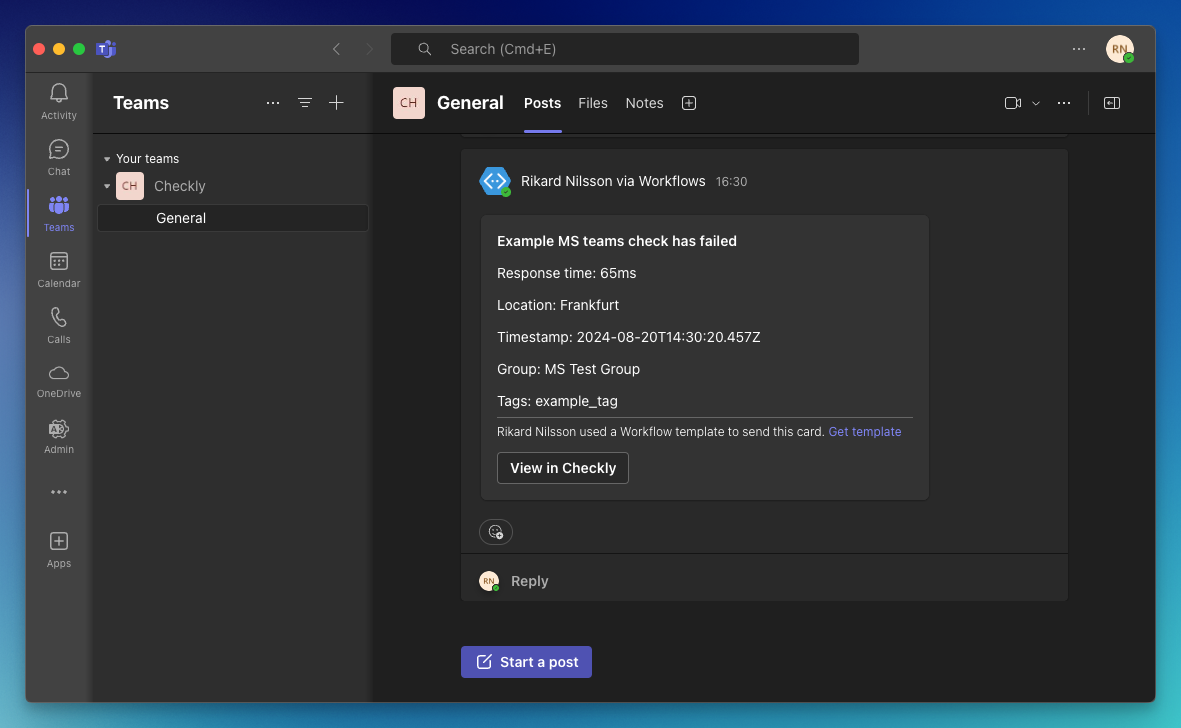 Search (Cmd+E)
RN
Activity
Chat
Teams
Calendar
Calls
OneDrive
Admin
Apps
Teams
Your teams
CH Checkly
General
CH General Posts Files Notes
Rikard Nilsson via Workflows 16:30
Example MS teams check has failed
Response time: 65ms
Location: Frankfurt
Timestamp: 2024-08-20T14:30:20.457Z
Group: MS Test Group
Tags: example_tag
Rikard Nilsson used a Workflow template to send this card. Get template
View in Checkly
RN Reply
Start a post